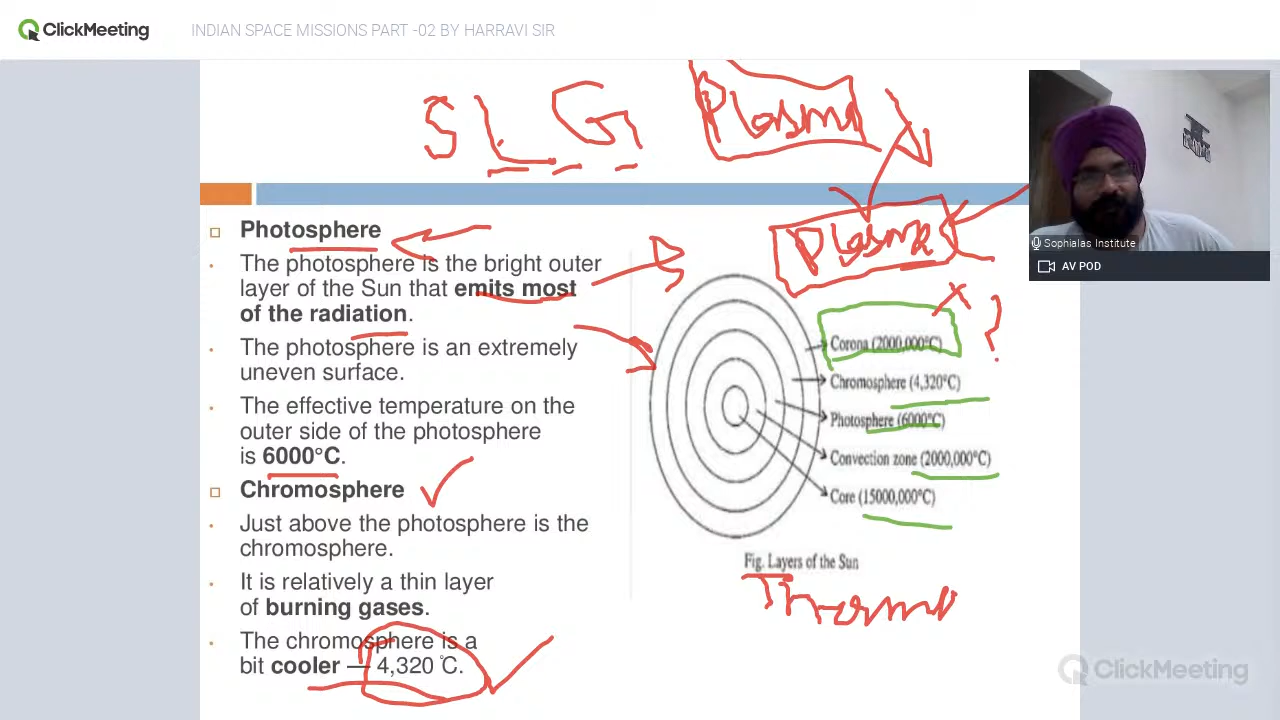 ClickMeeting
INDIAN SPACE MISSIONS PART -02 BY HARRAVI SIR
S L G Plasma
Plasma
Sophialas Institute
AV POD
Photosphere
The photosphere is the bright outer
layer of the Sun that emits most
of the radiation.
The photosphere is an extremely
uneven surface.
The effective temperature on the
outer side of the photosphere
is 6000°C.
Chromosphere
Just above the photosphere is the
chromosphere.
It is relatively a thin layer
of burning gases.
The chromosphere is a
bit cooler — 4,320 °C.
x ?
Corona (2000,000°C)
Chromosphere (4,320°C)
Photosphere (6000°C)
Convection zone (2000,000°C)
Core (15000,000°C)
Fig. Layers of the Sun
Therma
ClickMeeting